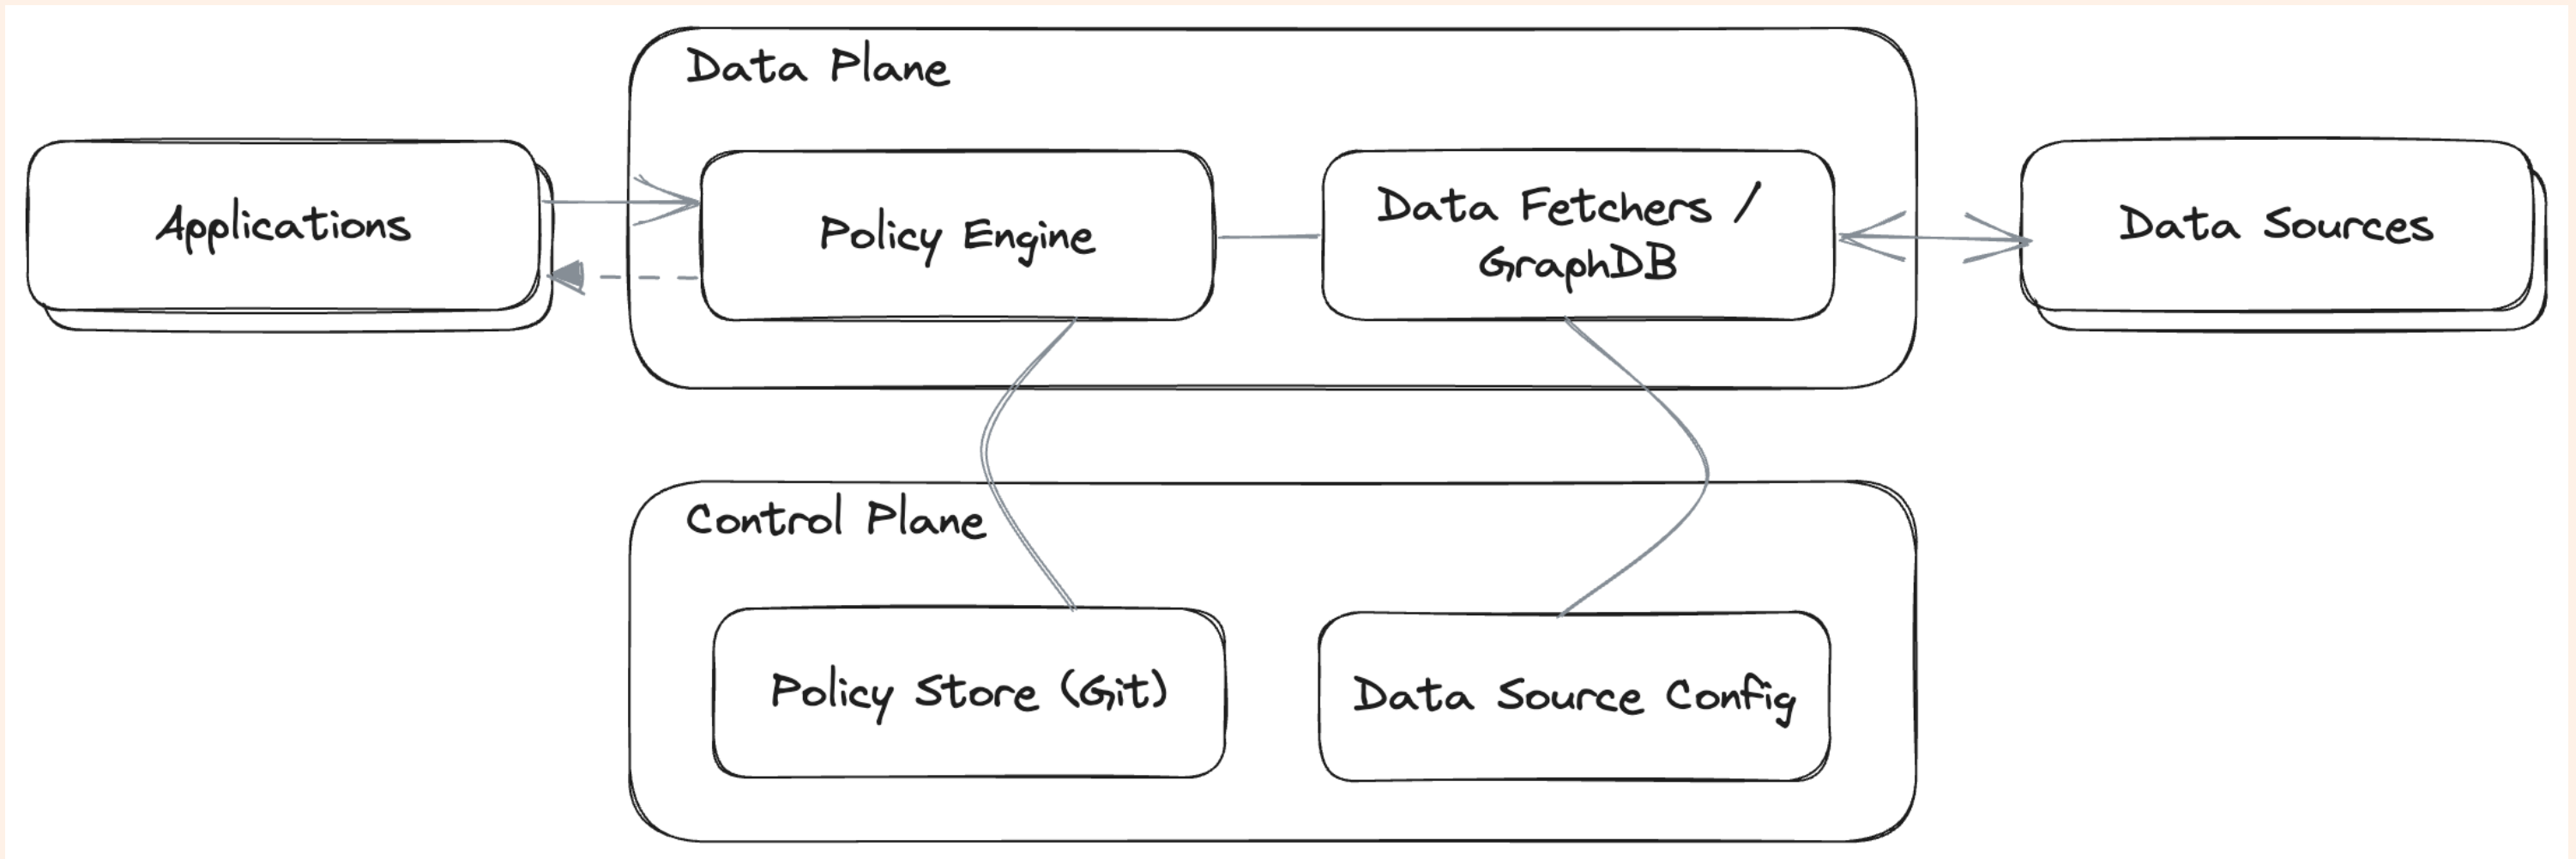 Data Plane
Applications
Policy Engine
Data Fetchers /
GraphDB
Data Sources
Control Plane
Policy Store (Git)
Data Source Config